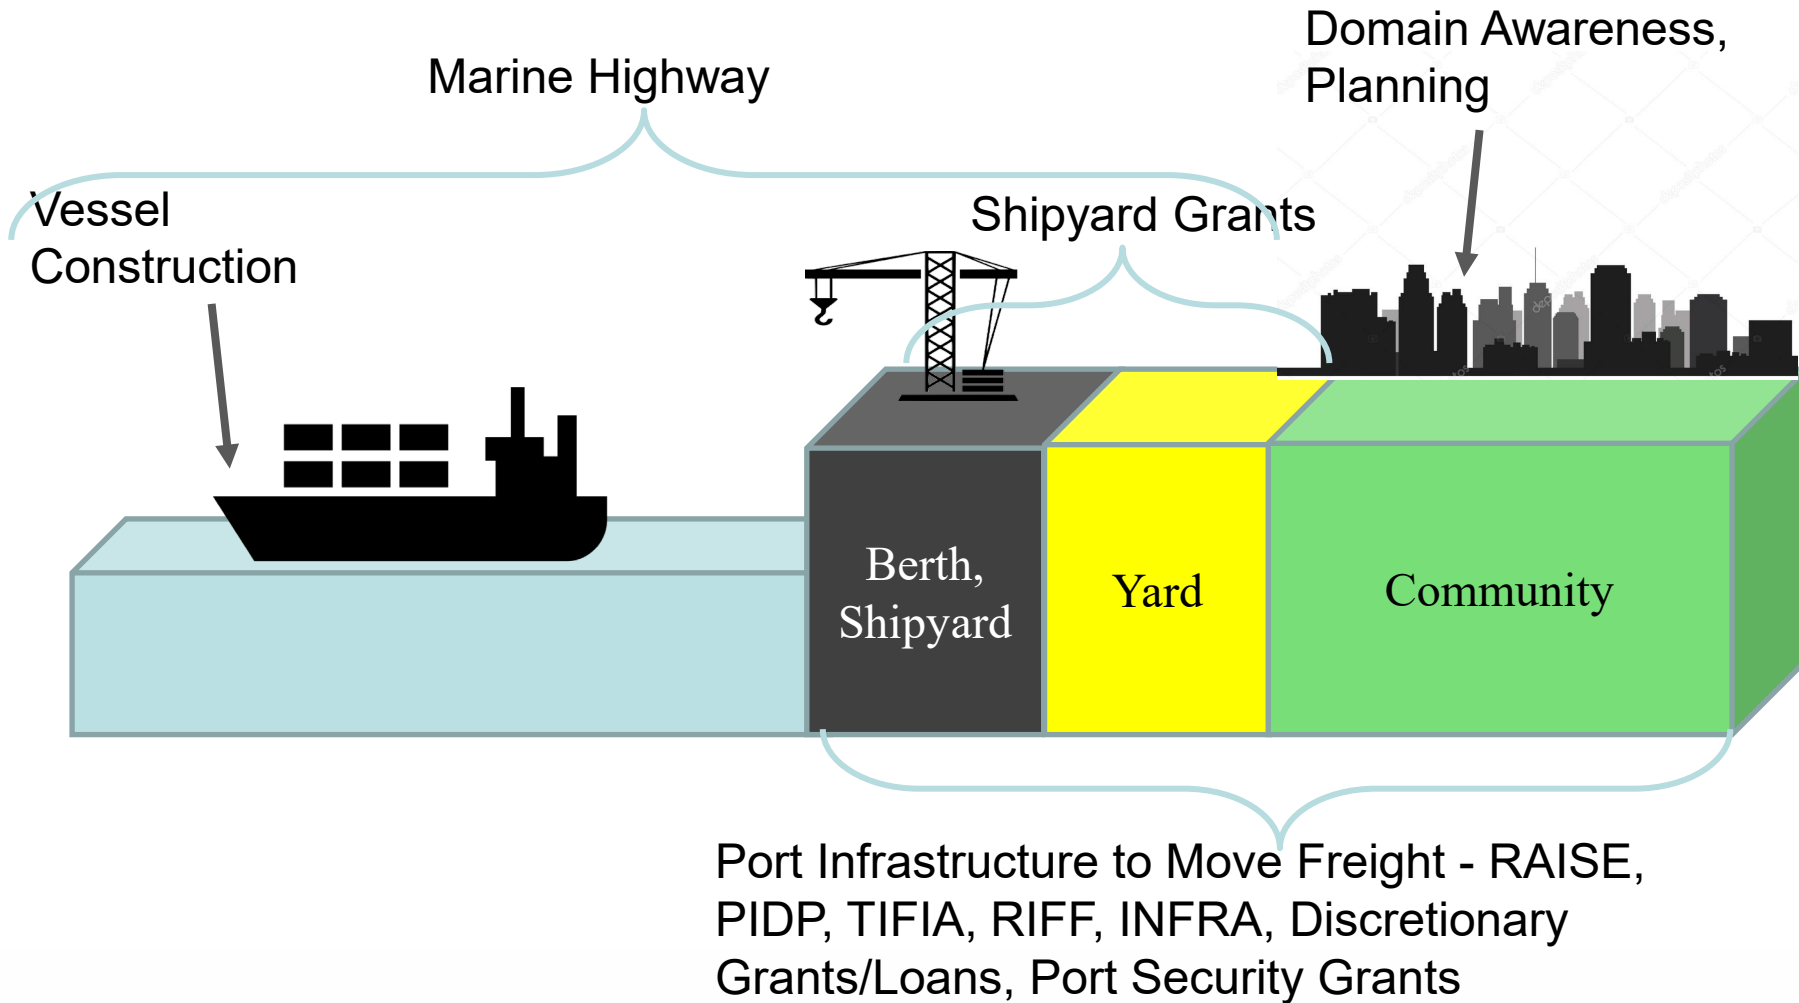 Domain Awareness,
Planning
Marine Highway
Vessel
Construction
Shipyard Grants
Berth,
Shipyard
Yard
Community
Port Infrastructure to Move Freight - RAISE,
PIDP, TIFIA, RIFF, INFRA, Discretionary
Grants/Loans, Port Security Grants